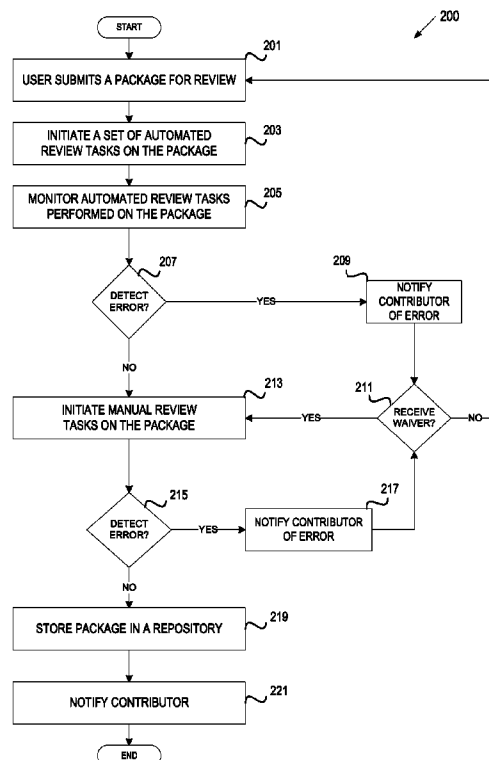 200
START
201
USER SUBMITS A PACKAGE FOR REVIEW
203
INITIATE A SET OF AUTOMATED
REVIEW TASKS ON THE PACKAGE
205
MONITOR AUTOMATED REVIEW TASKS
PERFORMED ON THE PACKAGE
207
DETECT
ERROR?
YES
209
NOTIFY
CONTRIBUTOR
OF ERROR
NO
213
INITIATE MANUAL REVIEW
TASKS ON THE PACKAGE
YES
211
RECEIVE
WAIVER?
NO
215
DETECT
ERROR?
YES
217
NOTIFY CONTRIBUTOR
OF ERROR
NO
219
STORE PACKAGE IN A REPOSITORY
221
NOTIFY CONTRIBUTOR
END